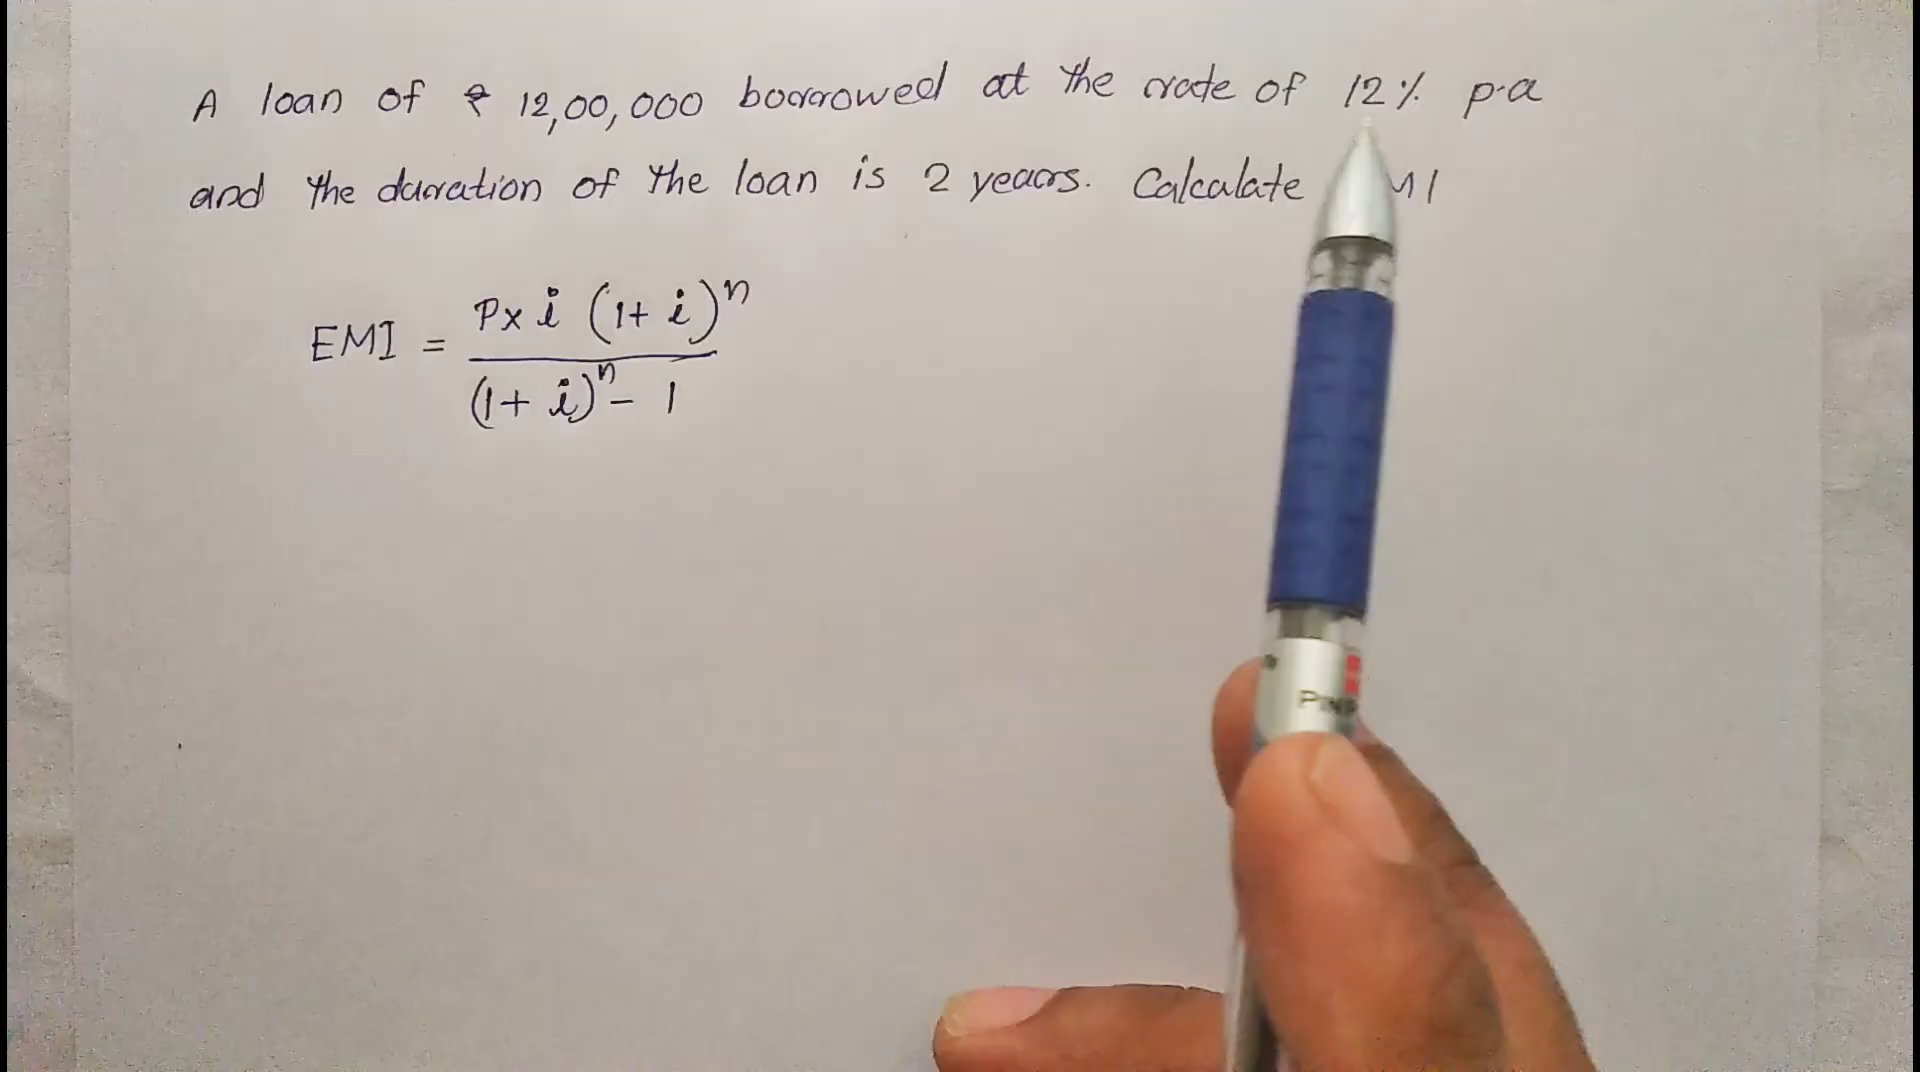 A loan of ₹ 12,00,000 borrowed at the rate of 12% p.a
and the duration of the loan is 2 years. Calculate MI
EMI = P x i (1 + i)^n
(1 + i)^n - 1